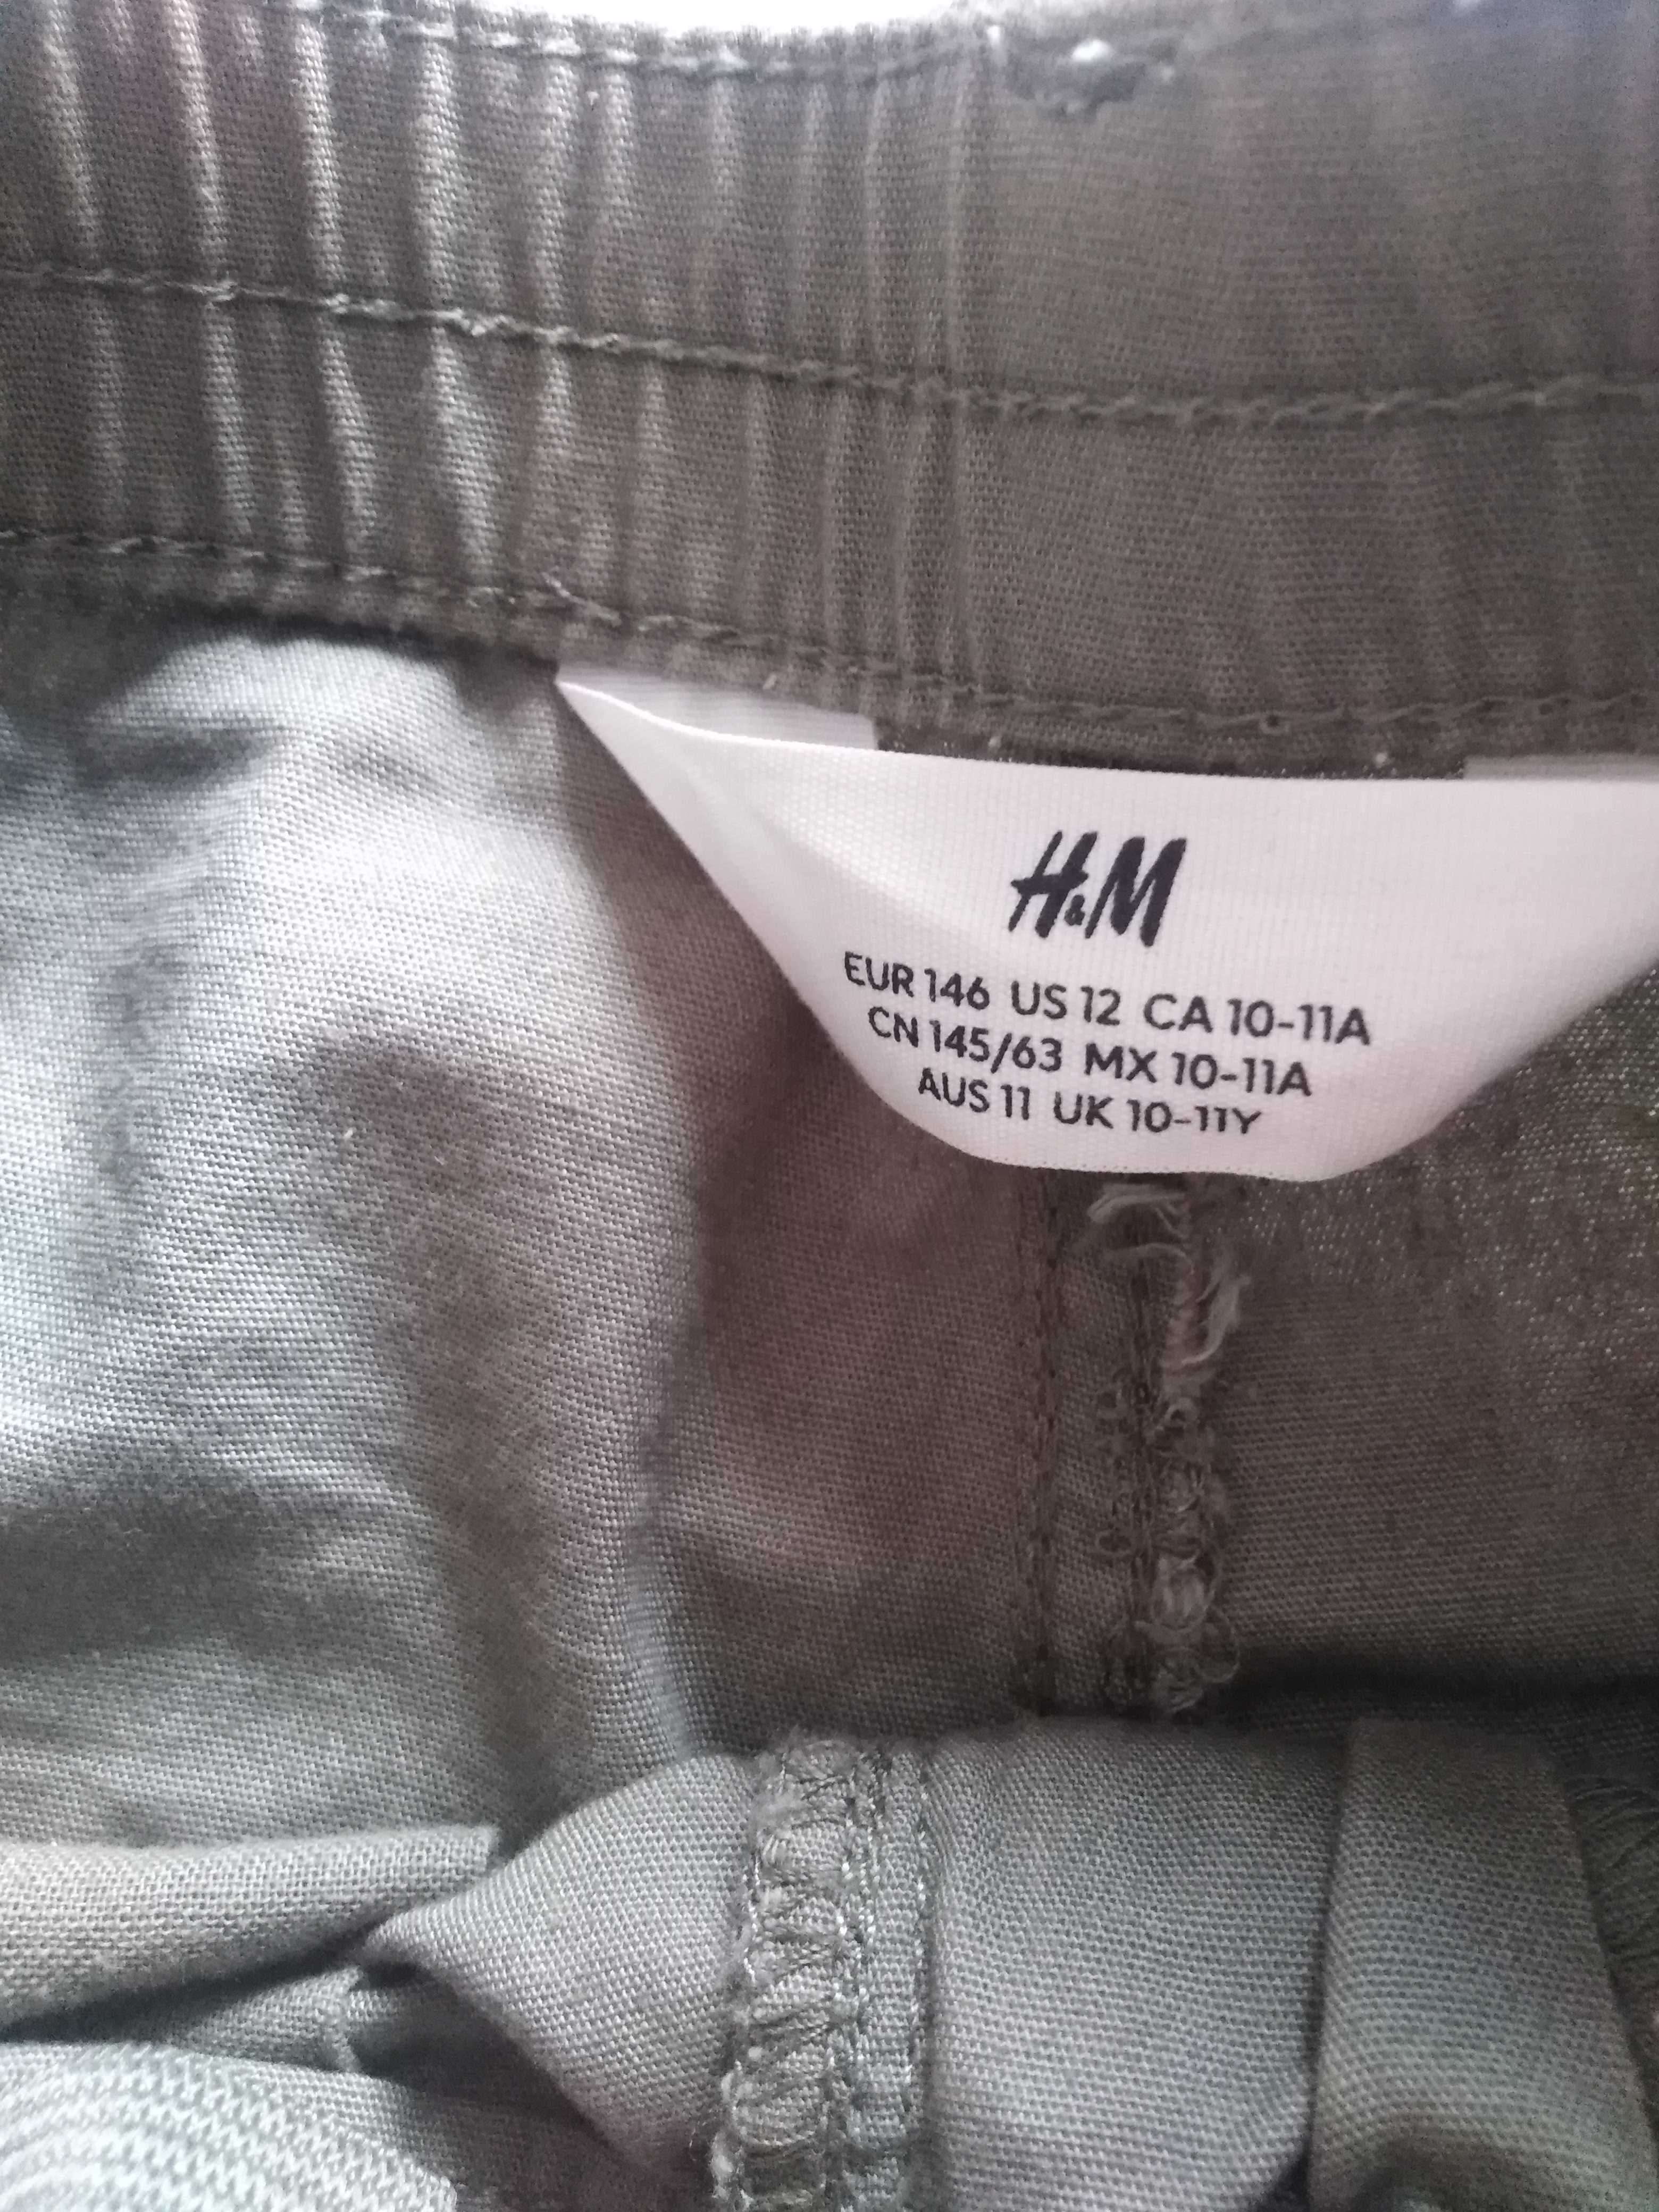 H&M
EUR 146 US 12 CA 10-11A
CN 145/63 MX 10-11A
AUS 11 UK 10-11Y